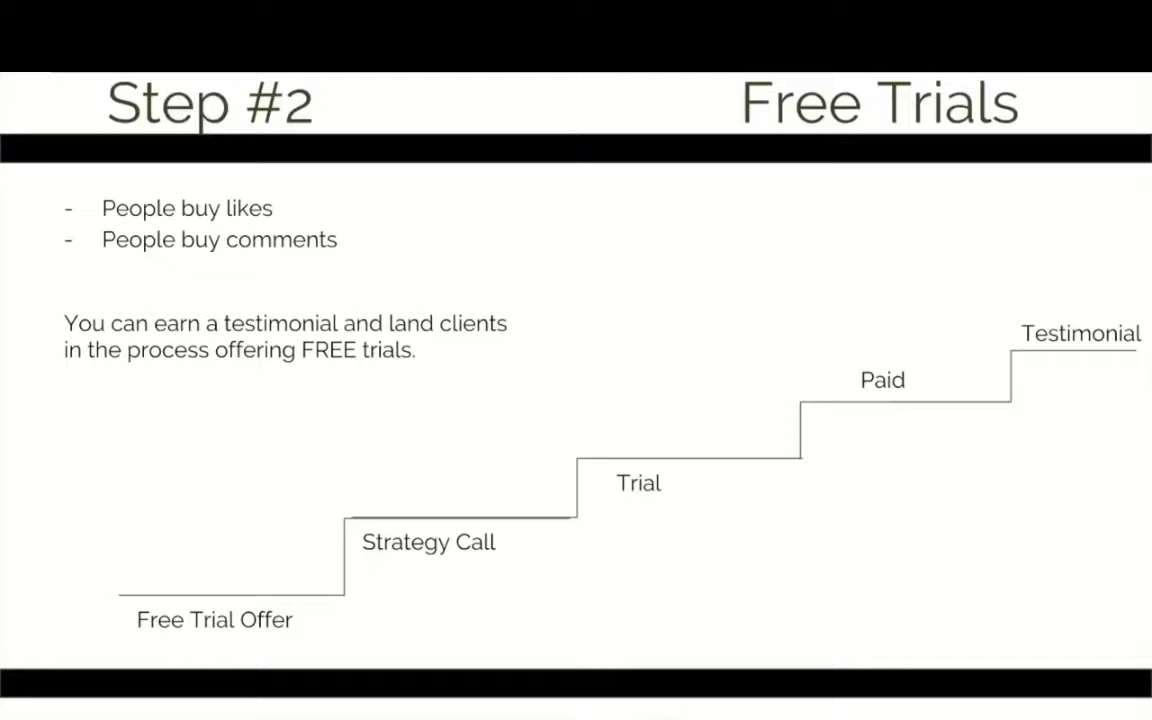 Step #2
Free Trials
- People buy likes
- People buy comments
You can earn a testimonial and land clients
in the process offering FREE trials.
Testimonial
Paid
Trial
Strategy Call
Free Trial Offer